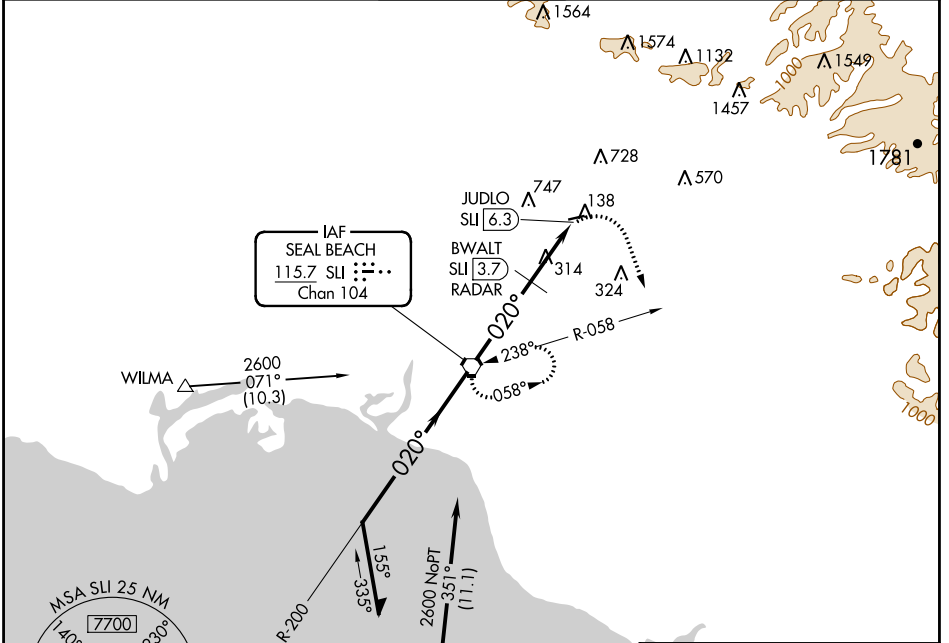 1564
1574
1132
1549
1000
1457
1781
728
570
747
138
JUDLO
SLI 6.3
BWALT
SLI 3.7
RADAR
314
324
IAF
SEAL BEACH
115.7 SLI
Chan 104
020°
R-058
238°
058°
WILMA
2600
071°
(10.3)
1000
020°
155°
335°
2600 NoPT
351°
(11.1)
R-200
MSA SLI 25 NM
7700
140°
230°